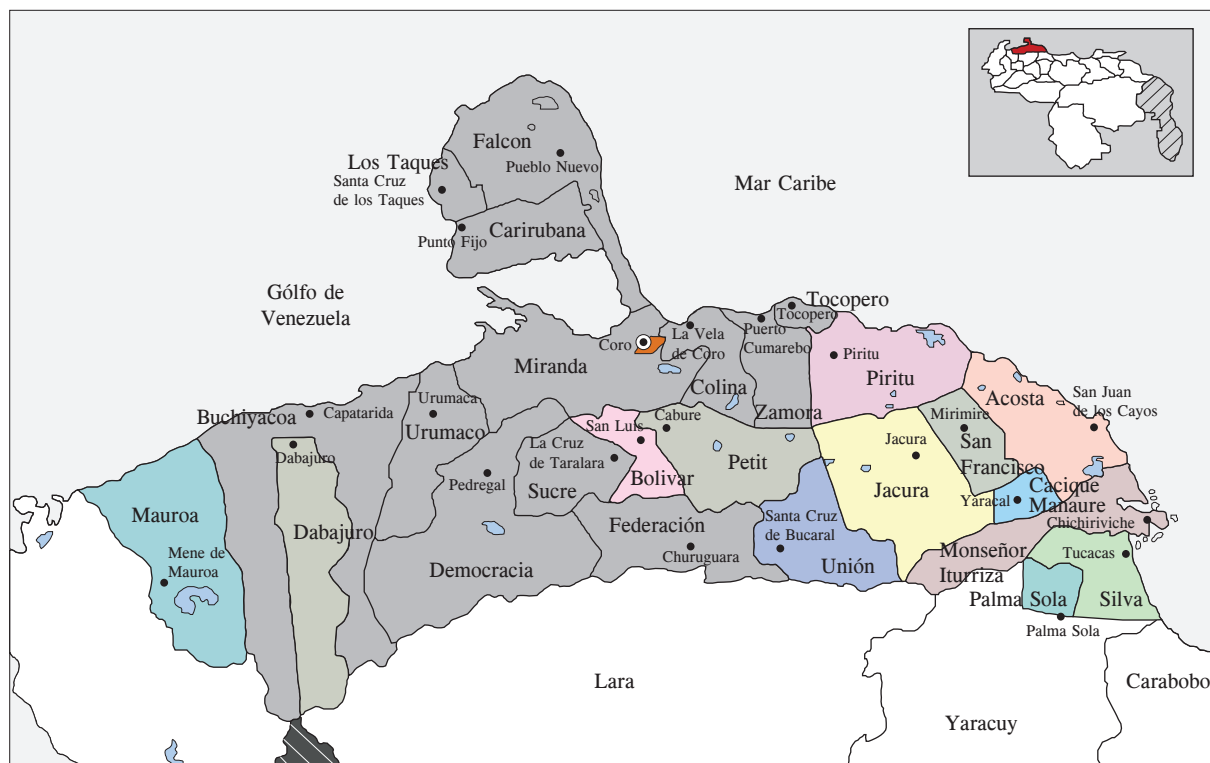 Falcon
Pueblo Nuevo
Los Taques
Santa Cruz
de los Taques
Carirubana
Punto Fijo
Mar Caribe
Gólfo de
Venezuela
Tocopero
Tocopero
Puerto
Cumarebo
La Vela
de Coro
Coro
Miranda
Colina
Zamora
Piritu
Piritu
Acosta
San Juan
de los Cayos
Mirimire
San
Francisco
Buchiyacoa
Capatarida
Urumaca
Urumaco
Dabajuro
Dabajuro
San Luis
Bolivar
Cabure
Petit
La Cruz
de Taralara
Sucre
Pedregal
Jacura
Jacura
Yaracal
Cacique
Manaure
Chichiriviche
Mauroa
Mene de
Mauroa
Democracia
Federación
Churuguara
Santa Cruz
de Bucaral
Unión
Monseñor
Iturriza
Tucacas
Silva
Palma Sola
Palma Sola
Lara
Yaracuy
Carabobo